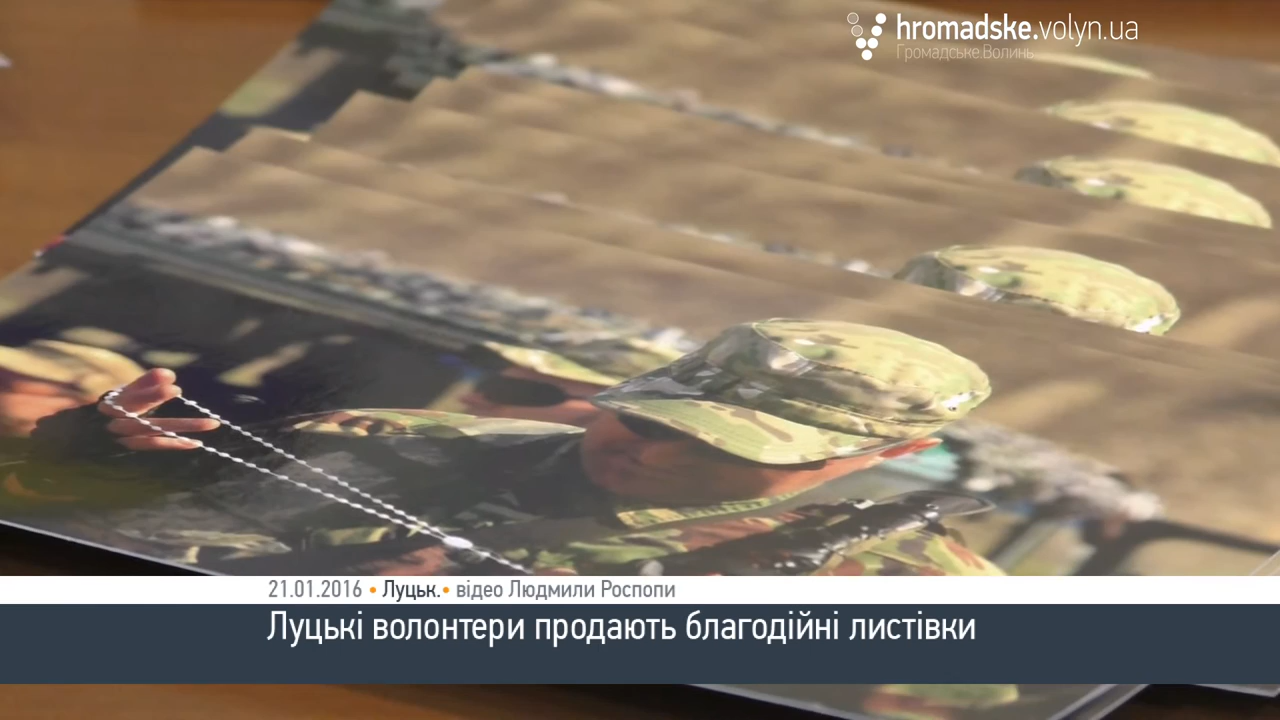 hromadske.volyn.ua
Громадське.Волинь
21.01.2016 • Луцьк. • відео Людмили Роспопи
Луцькі волонтери продають благодійні листівки